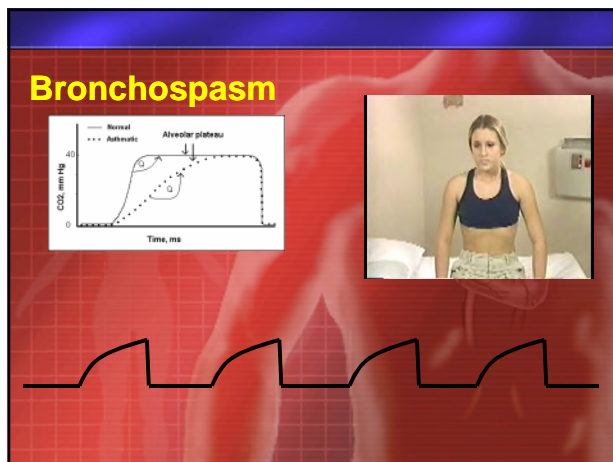 Bronchospasm
Normal
Asthmatic
Alveolar plateau
40
CO2, mm Hg
Q
Q
0
Time, ms